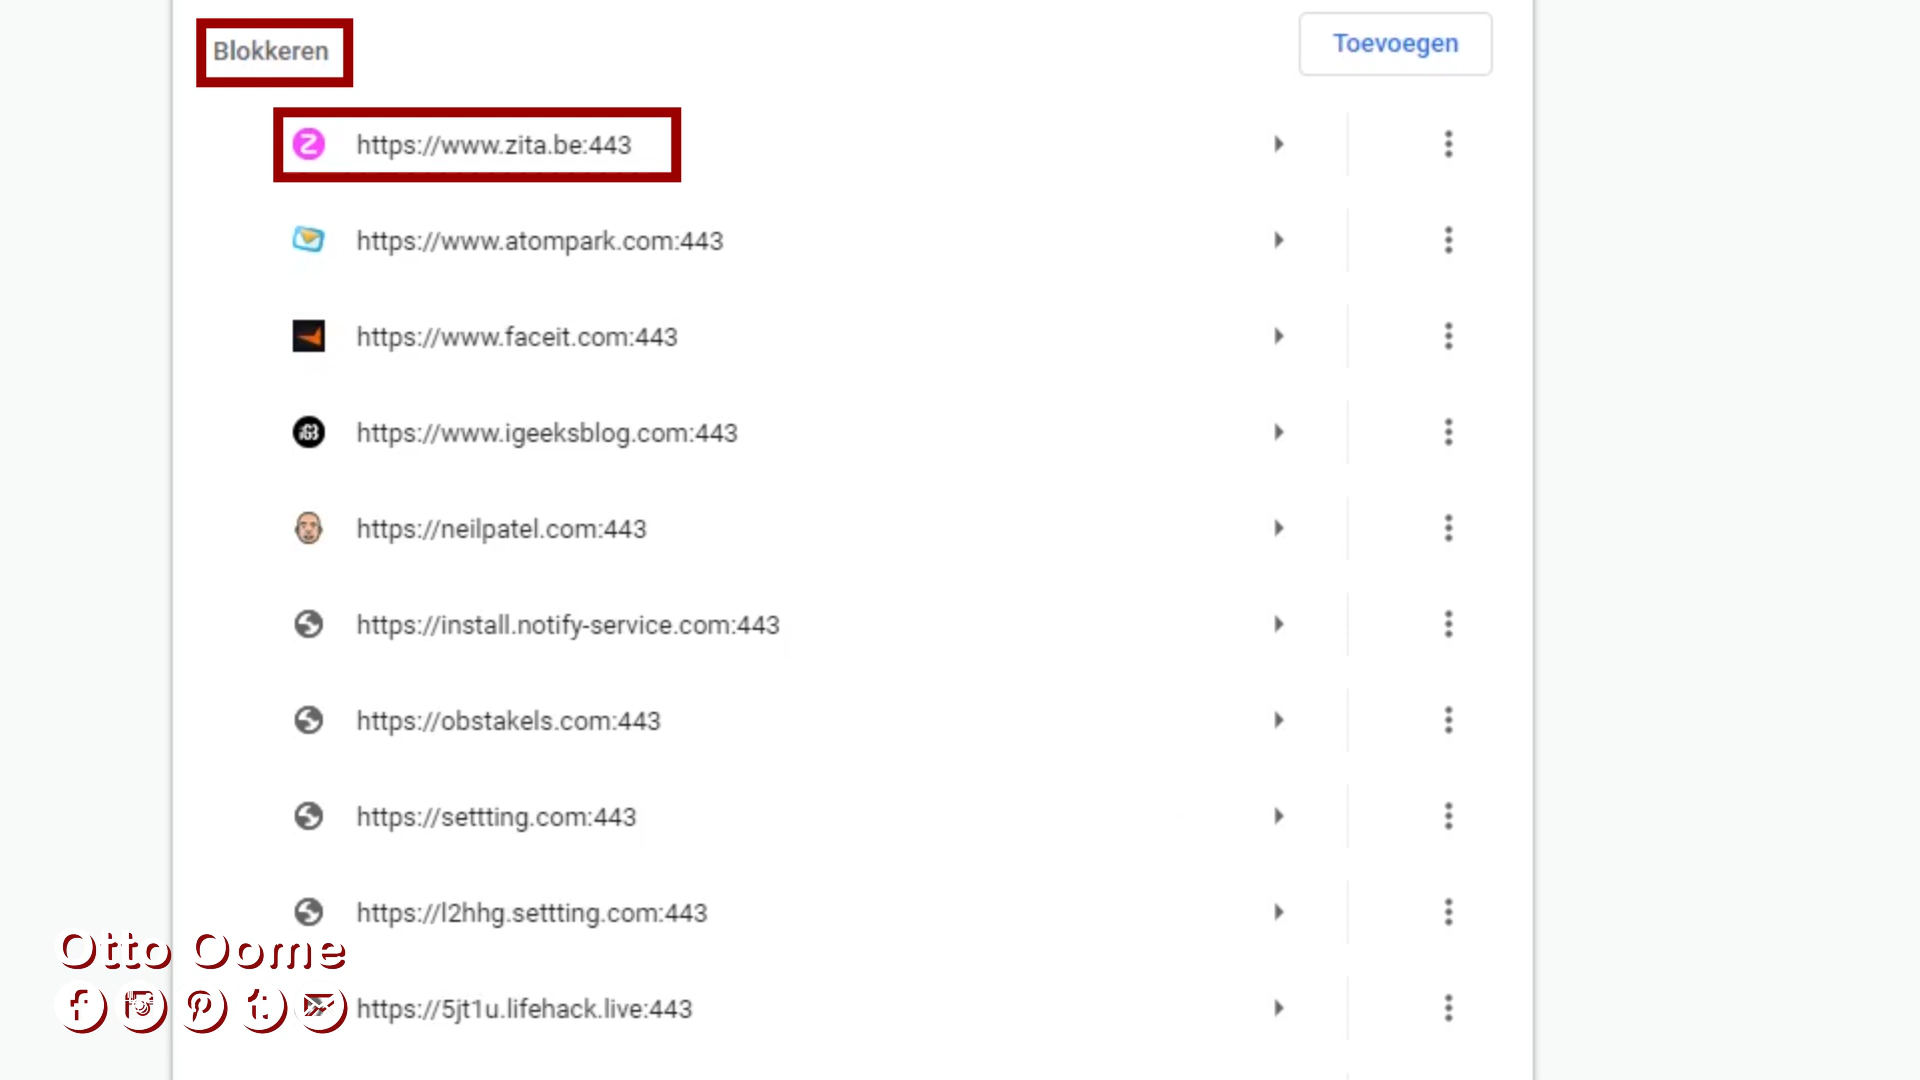 Blokkeren
Toevoegen
https://www.zita.be:443
https://www.atompark.com:443
https://www.faceit.com:443
iGB
https://www.igeeksblog.com:443
https://neilpatel.com:443
https://install.notify-service.com:443
https://obstakels.com:443
https://settting.com:443
https://l2hhg.settting.com:443
Otto Oome
https://5jt1u.lifehack.live:443